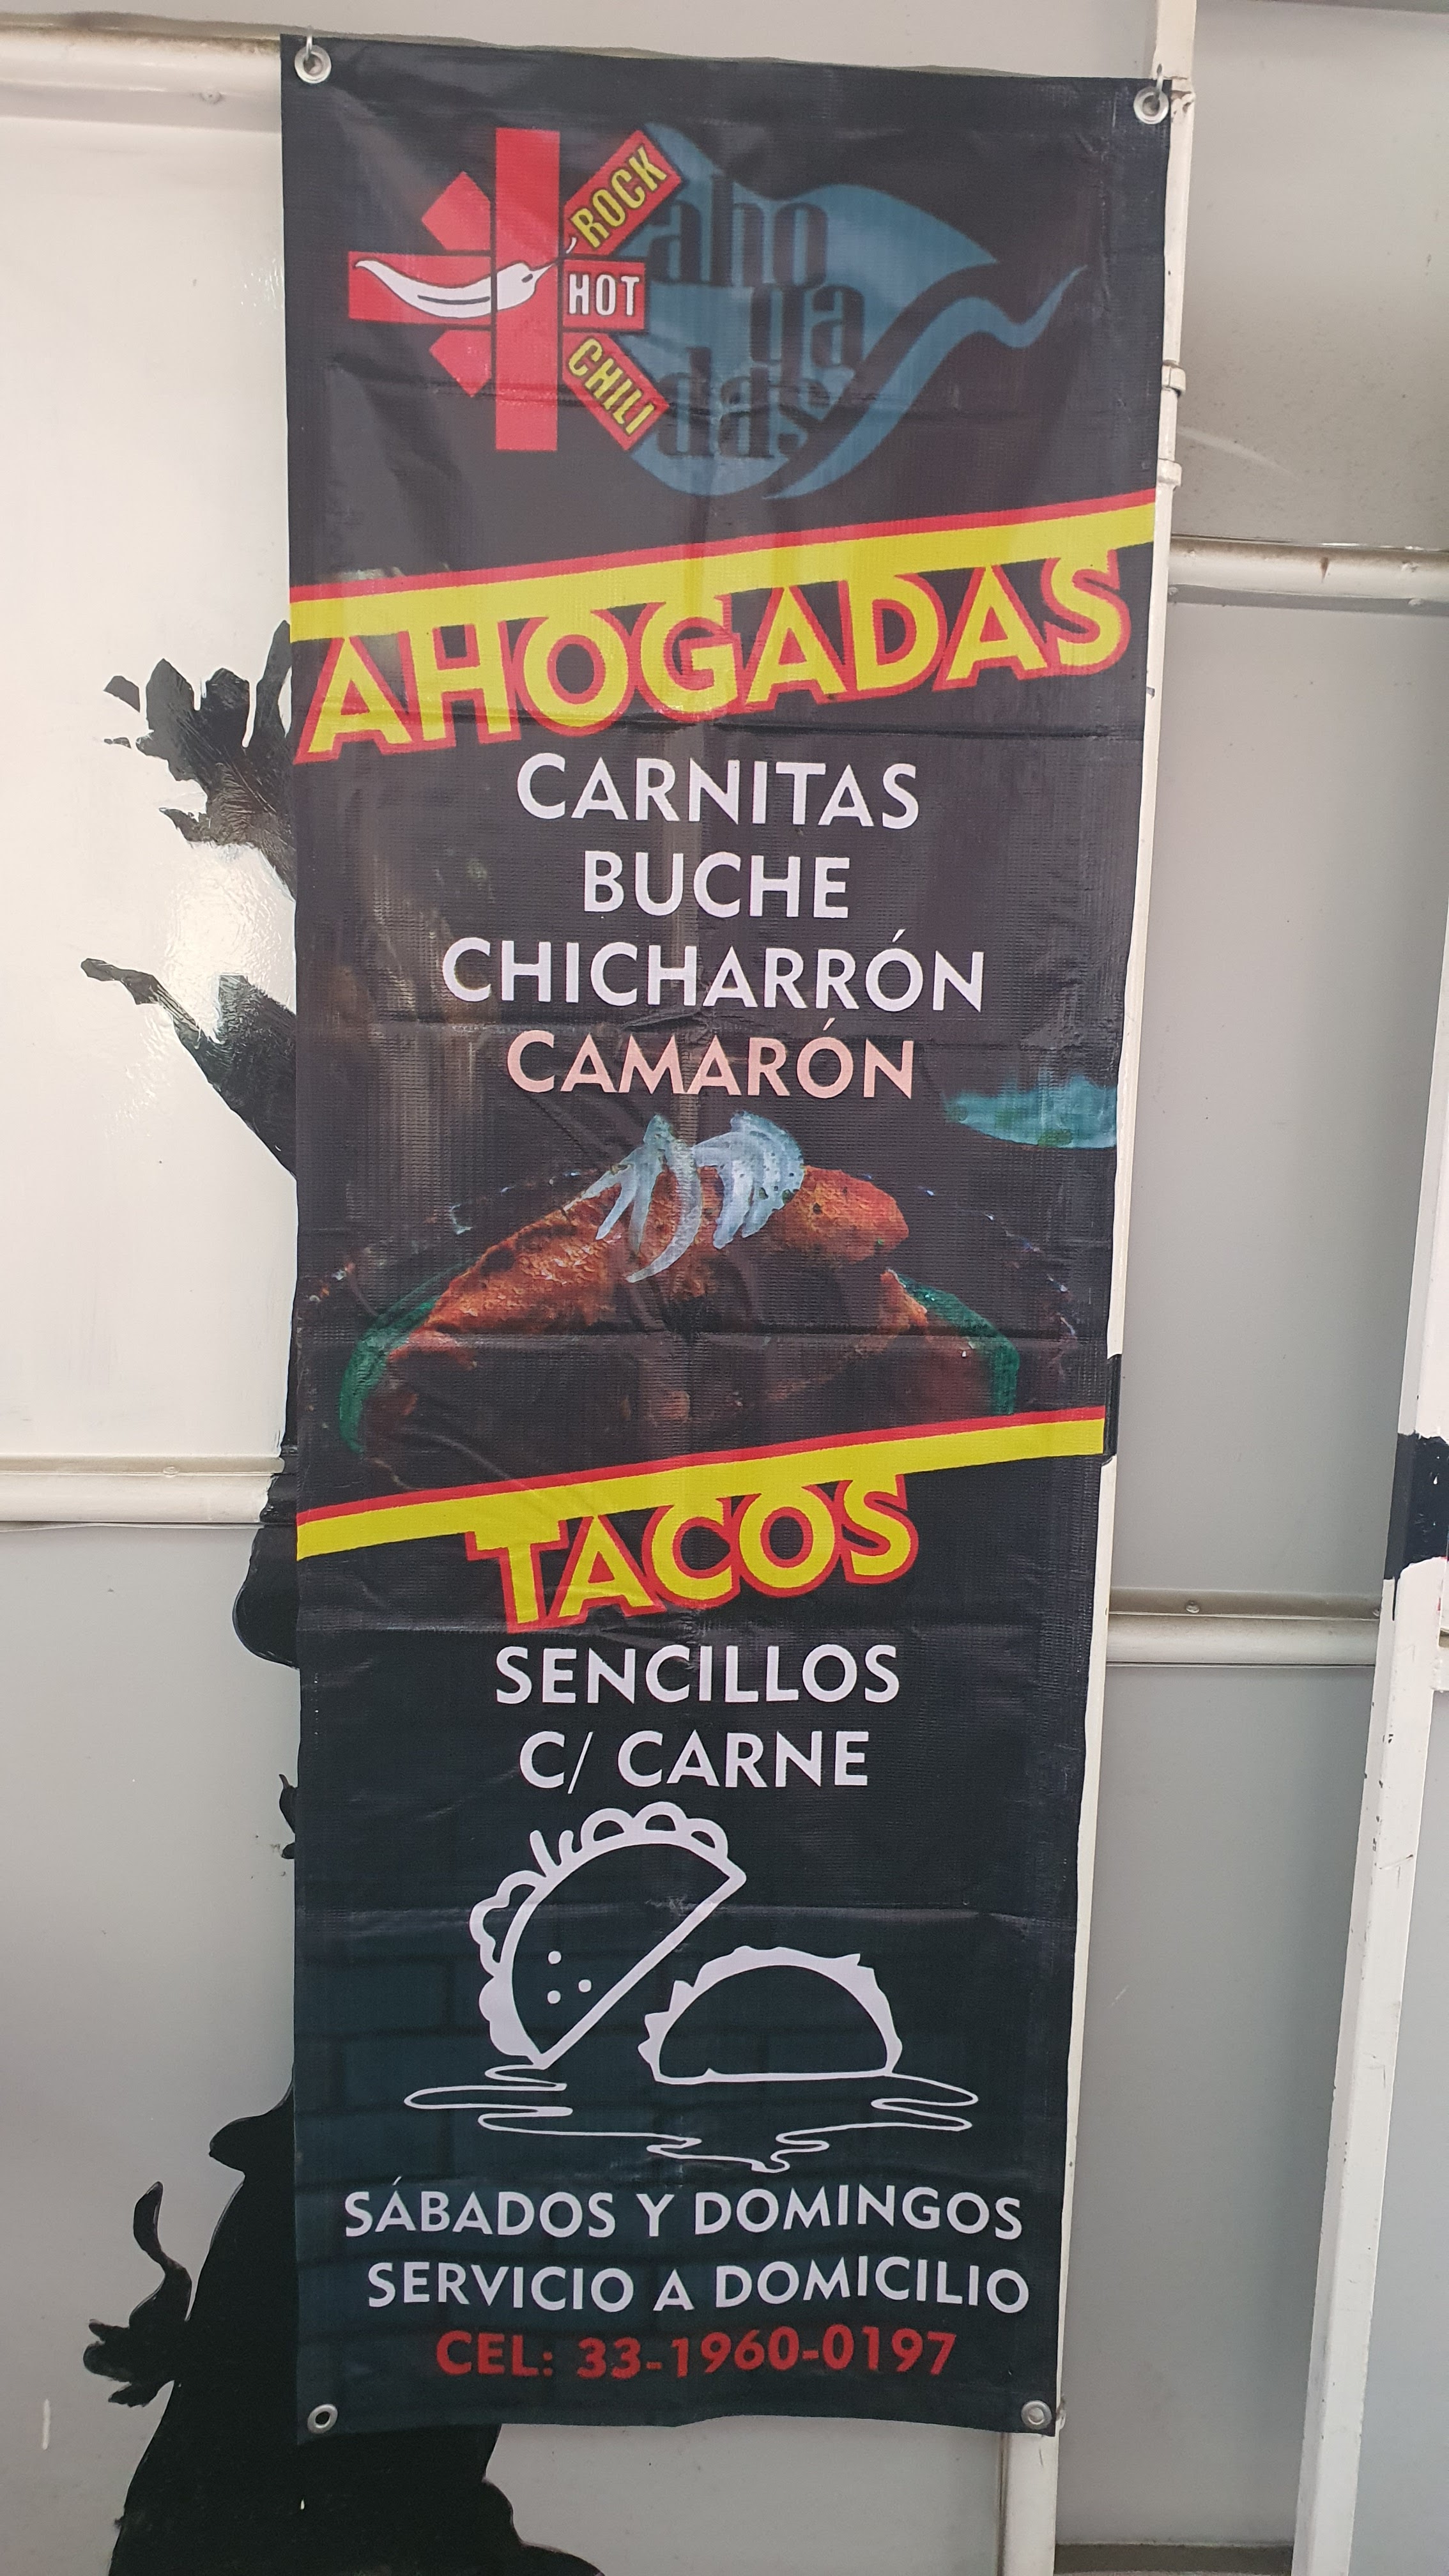 ROCK
HOT
CHILI
aho
ga
das
AHOGADAS
CARNITAS
BUCHE
CHICHARRÓN
CAMARÓN
TACOS
SENCILLOS
C/ CARNE
SÁBADOS Y DOMINGOS
SERVICIO A DOMICILIO
CEL: 33-1960-0197